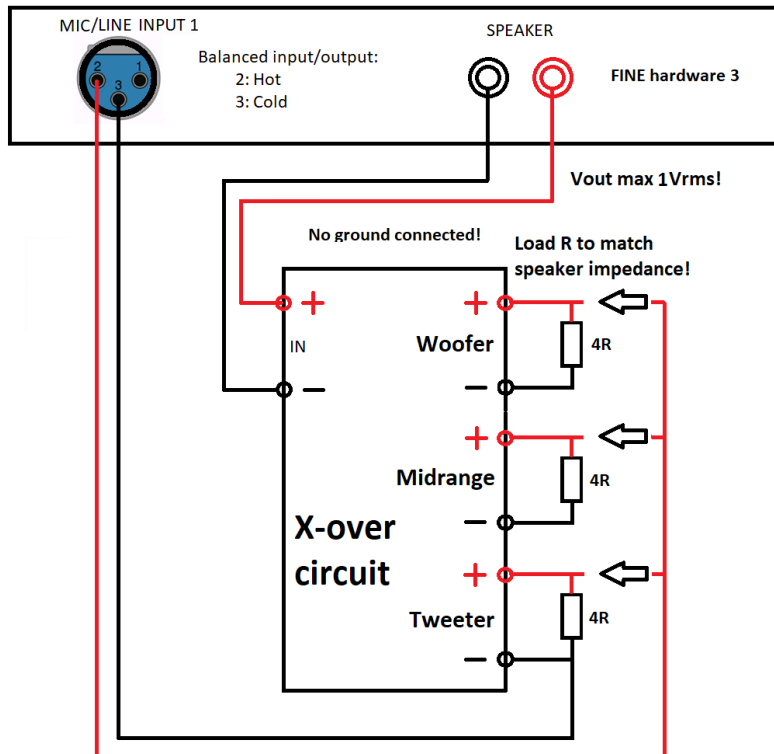 MIC/LINE INPUT 1
SPEAKER
2
1
3
Balanced input/output:
2: Hot
3: Cold
FINE hardware 3
Vout max 1Vrms!
No ground connected!
Load R to match
speaker impedance!
+
+
IN
Woofer
4R
−
−
+
Midrange
4R
−
X-over
circuit
+
Tweeter
4R
−